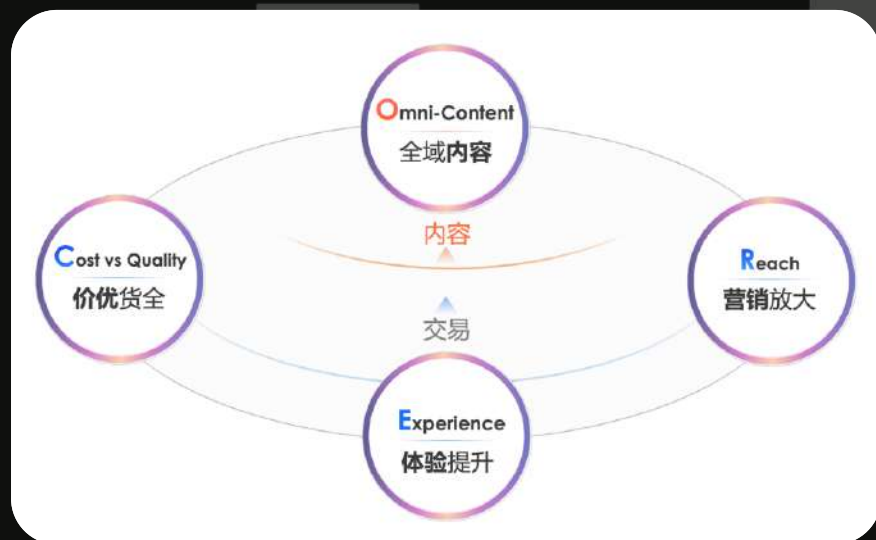 Omni-Content
全域内容
内容
Cost vs Quality
价优货全
Reach
营销放大
交易
Experience
体验提升